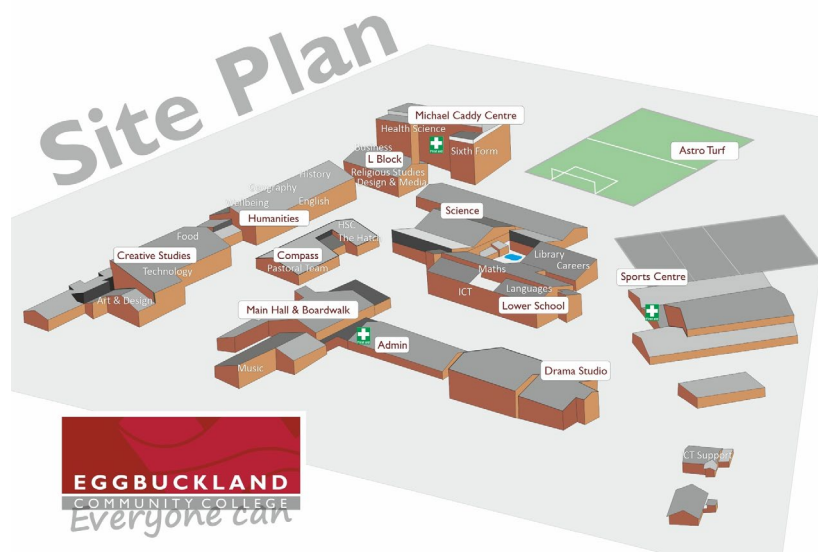 Site Plan
Michael Caddy Centre
Health Science
Business
Sixth Form
L Block
Religious Studies
Design & Media
Astro Turf
History
Geography
Wellbeing
English
Humanities
Science
HSC
The Hatch
Compass
Pastoral Team
Food
Creative Studies
Technology
Art & Design
Library
Careers
Maths
ICT
Languages
Lower School
Sports Centre
Main Hall & Boardwalk
Admin
Music
Drama Studio
ICT Support
EGGBUCKLAND
COMMUNITY COLLEGE
Everyone can